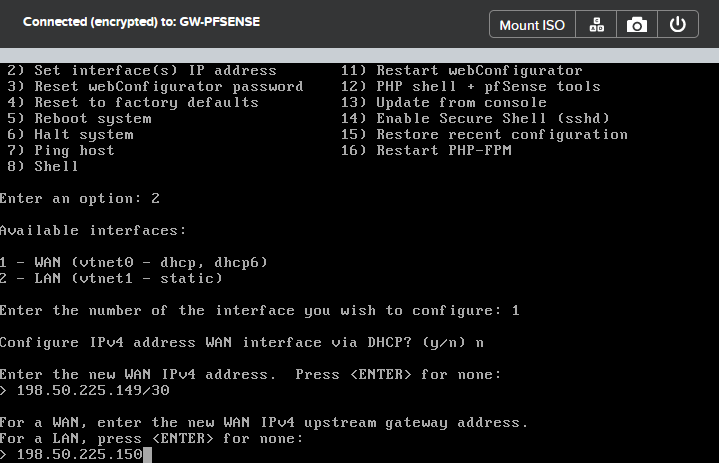 Connected (encrypted) to: GW-PFSENSE
Mount ISO
2) Set interface(s) IP address 11) Restart webConfigurator
3) Reset webConfigurator password 12) PHP shell + pfSense tools
4) Reset to factory defaults 13) Update from console
5) Reboot system 14) Enable Secure Shell (sshd)
6) Halt system 15) Restore recent configuration
7) Ping host 16) Restart PHP-FPM
8) Shell
Enter an option: 2
Available interfaces:
1 - WAN (vtnet0 - dhcp, dhcp6)
2 - LAN (vtnet1 - static)
Enter the number of the interface you wish to configure: 1
Configure IPv4 address WAN interface via DHCP? (y/n) n
Enter the new WAN IPv4 address. Press <ENTER> for none:
> 198.50.225.149/30
For a WAN, enter the new WAN IPv4 upstream gateway address.
For a LAN, press <ENTER> for none:
> 198.50.225.150